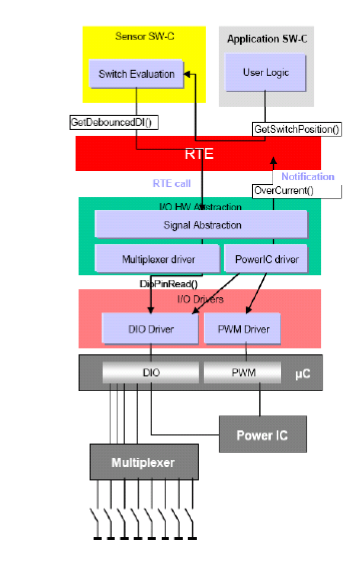 Sensor SW-C
Application SW-C
Switch Evaluation
User Logic
GetDebouncedDI()
GetSwitchPosition()
RTE
RTE call
Notification
OverCurrent()
I/O HW Abstraction
Signal Abstraction
Multiplexer driver
PowerIC driver
DioPinRead()
I/O Drivers
DIO Driver
PWM Driver
DIO
PWM
µC
Power IC
Multiplexer